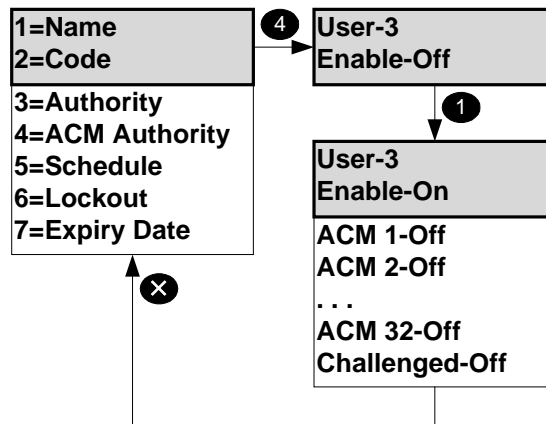 1=Name
2=Code
3=Authority
4=ACM Authority
5=Schedule
6=Lockout
7=Expiry Date
4
User-3
Enable-Off
1
User-3
Enable-On
ACM 1-Off
ACM 2-Off
. . .
ACM 32-Off
Challenged-Off
✕